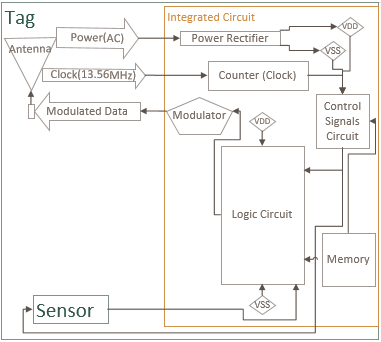 Tag
Integrated Circuit
Antenna
Power(AC)
Power Rectifier
VDD
VSS
Clock(13.56MHz)
Counter (Clock)
Modulated Data
Modulator
VDD
Control
Signals
Circuit
Logic Circuit
Memory
VSS
Sensor